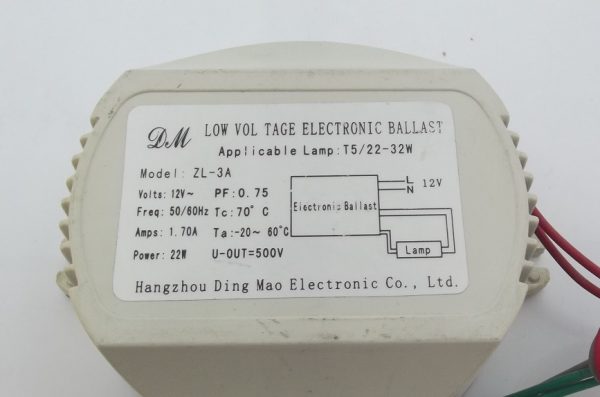 DM
LOW VOL TAGE ELECTRONIC BALLAST
Applicable Lamp:T5/22-32W
Model: ZL-3A
Volts: 12V~ PF:0.75
Freq: 50/60Hz Tc:70° C
Amps: 1.70A Ta:-20~ 60°C
Power: 22W U-OUT=500V
Electronic Ballast
L
N
12V
Lamp
Hangzhou Ding Mao Electronic Co., Ltd.